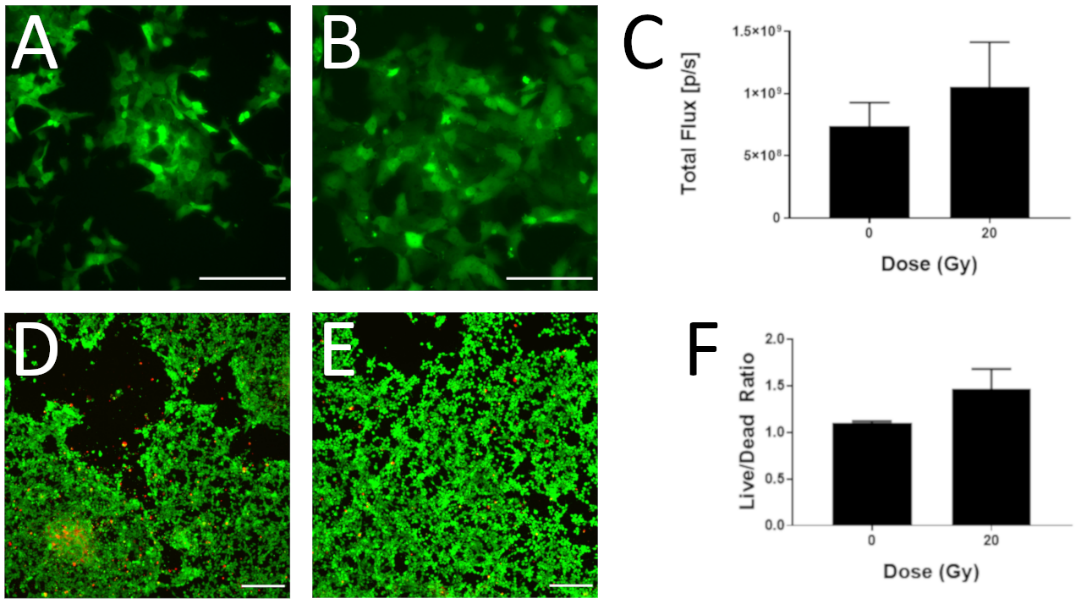 A
B
C
Total Flux [p/s]
1.5×10⁹
1×10⁹
5×10⁸
0
0
20
Dose (Gy)
D
E
F
Live/Dead Ratio
2.0
1.5
1.0
0.5
0.0
0
20
Dose (Gy)